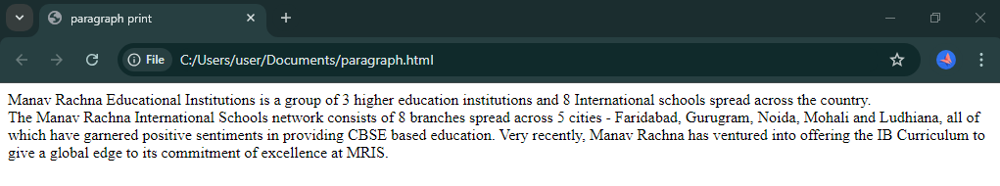 paragraph print
File
C:/Users/user/Documents/paragraph.html
Manav Rachna Educational Institutions is a group of 3 higher education institutions and 8 International schools spread across the country.
The Manav Rachna International Schools network consists of 8 branches spread across 5 cities - Faridabad, Gurugram, Noida, Mohali and Ludhiana, all of
which have garnered positive sentiments in providing CBSE based education. Very recently, Manav Rachna has ventured into offering the IB Curriculum to
give a global edge to its commitment of excellence at MRIS.